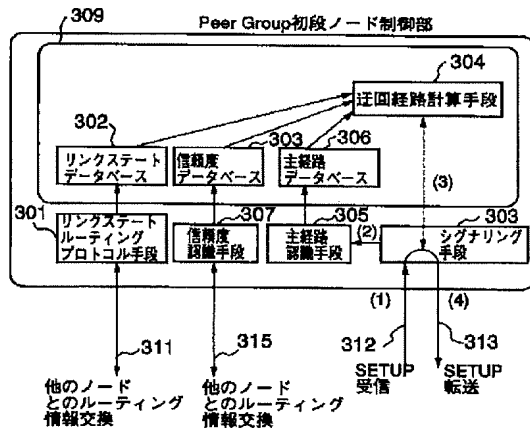 Peer Group初段ノード制御部
309
304
迂回経路計算手段
302
リンクステート
データベース
303
信頼度
データベース
306
主経路
データベース
(3)
301
リンクステート
ルーティング
プロトコル手段
307
信頼度
認識手段
305
主経路
認識手段
(2)
303
シグナリング
手段
(1)
(4)
311
315
312
313
SETUP
受信
SETUP
転送
他のノード
とのルーティング
情報交換
他のノード
とのルーティング
情報交換